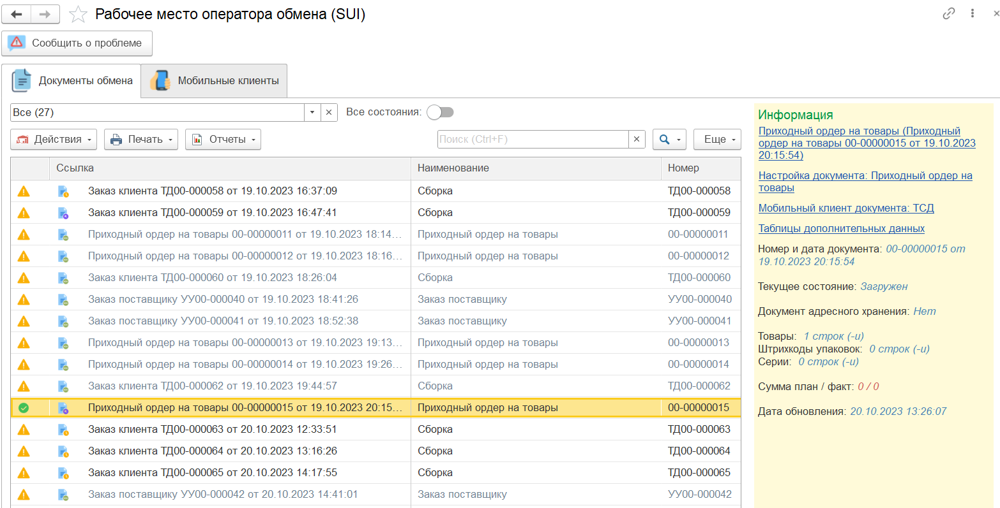 Рабочее место оператора обмена (SUI)
Сообщить о проблеме
Документы обмена
Мобильные клиенты
Все (27)
Все состояния:
Действия
Печать
Отчеты
Поиск (Ctrl+F)
Еще
Ссылка Наименование Номер
Заказ клиента ТД00-000058 от 19.10.2023 16:37:09 Сборка ТД00-000058
Заказ клиента ТД00-000059 от 19.10.2023 16:47:41 Сборка ТД00-000059
Приходный ордер на товары 00-00000011 от 19.10.2023 18:14... Приходный ордер на товары 00-00000011
Приходный ордер на товары 00-00000012 от 19.10.2023 18:16... Приходный ордер на товары 00-00000012
Заказ клиента ТД00-000060 от 19.10.2023 18:26:04 Сборка ТД00-000060
Заказ поставщику УУ00-000040 от 19.10.2023 18:41:26 Заказ поставщику УУ00-000040
Заказ поставщику УУ00-000041 от 19.10.2023 18:52:38 Заказ поставщику УУ00-000041
Приходный ордер на товары 00-00000013 от 19.10.2023 19:13... Приходный ордер на товары 00-00000013
Приходный ордер на товары 00-00000014 от 19.10.2023 19:26... Приходный ордер на товары 00-00000014
Заказ клиента ТД00-000062 от 19.10.2023 19:44:57 Сборка ТД00-000062
Приходный ордер на товары 00-00000015 от 19.10.2023 20:15... Приходный ордер на товары 00-00000015
Заказ клиента ТД00-000063 от 20.10.2023 12:33:51 Сборка ТД00-000063
Заказ клиента ТД00-000064 от 20.10.2023 13:16:26 Сборка ТД00-000064
Заказ клиента ТД00-000065 от 20.10.2023 14:17:55 Сборка ТД00-000065
Заказ поставщику УУ00-000042 от 20.10.2023 14:41:01 Заказ поставщику УУ00-000042
Информация
Приходный ордер на товары (Приходный
ордер на товары 00-00000015 от 19.10.2023
20:15:54)
Настройка документа: Приходный ордер на
товары
Мобильный клиент документа: ТСД
Таблицы дополнительных данных
Номер и дата документа: 00-00000015 от
19.10.2023 20:15:54
Текущее состояние: Загружен
Документ адресного хранения: Нет
Товары: 1 строк (-и)
Штрихкоды упаковок: 0 строк (-и)
Серии: 0 строк (-и)
Сумма план / факт: 0 / 0
Дата обновления: 20.10.2023 13:26:07